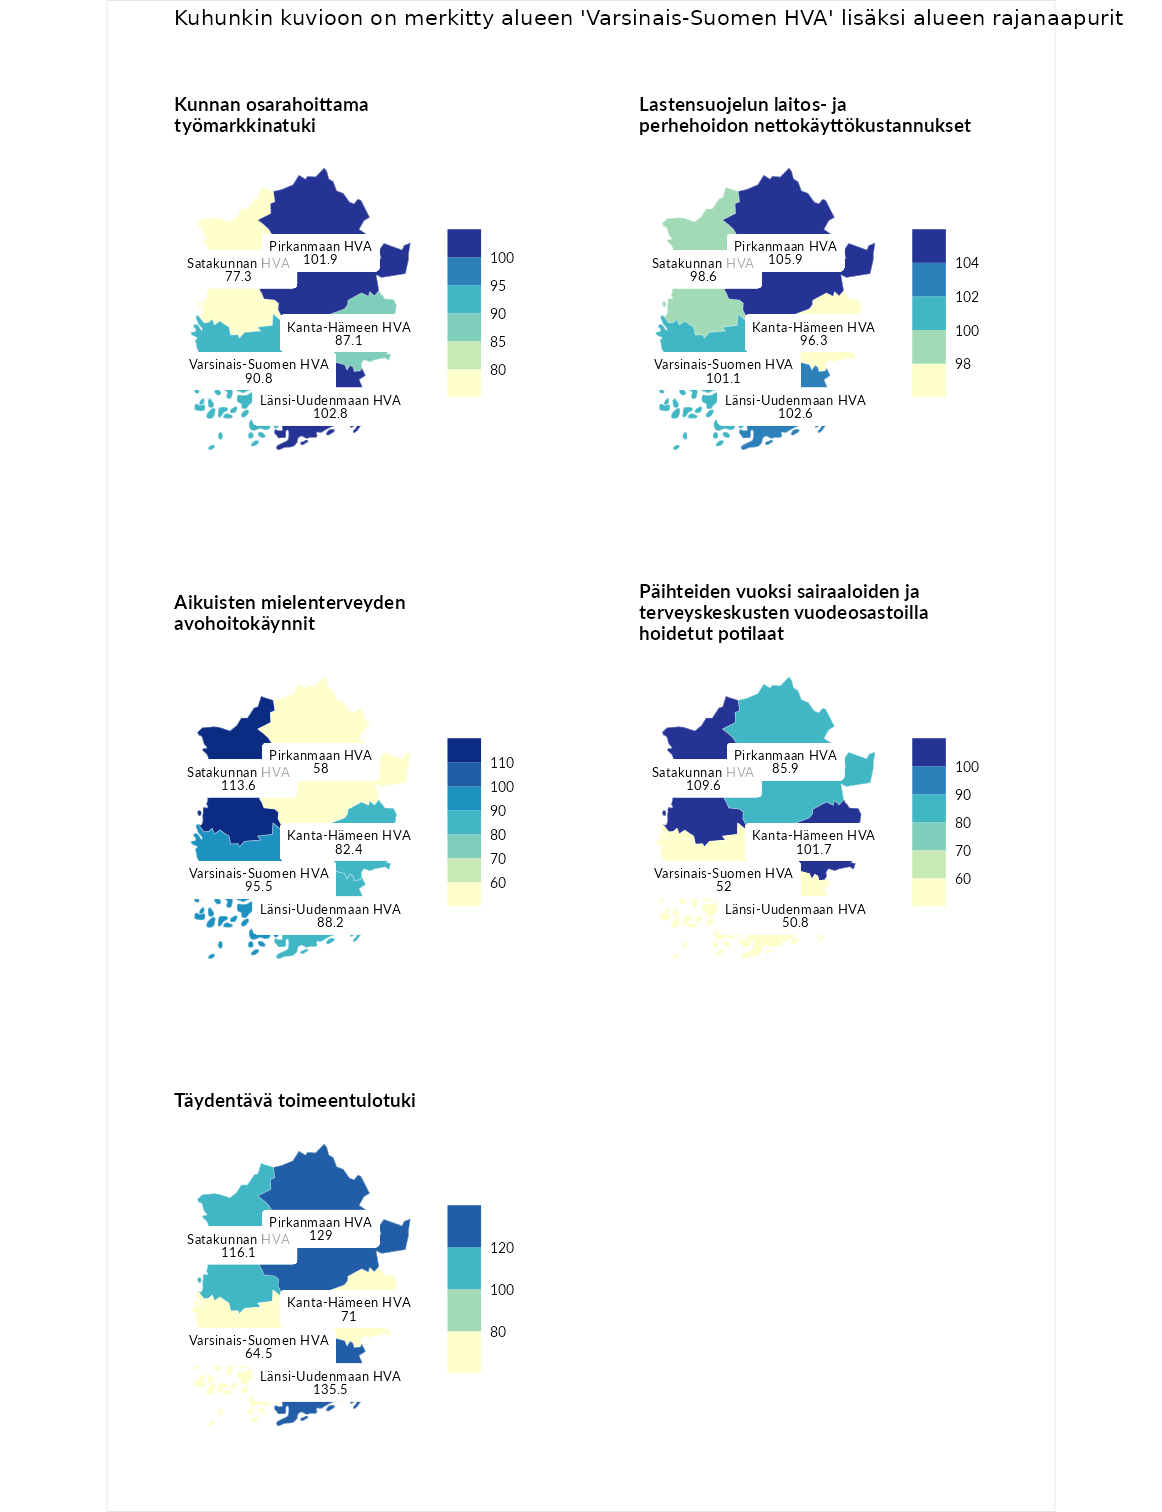 Kuhunkin kuvioon on merkitty alueen 'Varsinais-Suomen HVA' lisäksi alueen rajanaapurit
Kunnan osarahoittama
työmarkkinatuki
Pirkanmaan HVA
101.9
Satakunnan HVA
77.3
Kanta-Hämeen HVA
87.1
Varsinais-Suomen HVA
90.8
Länsi-Uudenmaan HVA
102.8
100
95
90
85
80
Lastensuojelun laitos- ja
perhehoidon nettokäyttökustannukset
Pirkanmaan HVA
105.9
Satakunnan HVA
98.6
Kanta-Hämeen HVA
96.3
Varsinais-Suomen HVA
101.1
Länsi-Uudenmaan HVA
102.6
104
102
100
98
Aikuisten mielenterveyden
avohoitokäynnit
Pirkanmaan HVA
58
Satakunnan HVA
113.6
Kanta-Hämeen HVA
82.4
Varsinais-Suomen HVA
95.5
Länsi-Uudenmaan HVA
88.2
110
100
90
80
70
60
Päihteiden vuoksi sairaaloiden ja
terveyskeskusten vuodeosastoilla
hoidetut potilaat
Pirkanmaan HVA
85.9
Satakunnan HVA
109.6
Kanta-Hämeen HVA
101.7
Varsinais-Suomen HVA
52
Länsi-Uudenmaan HVA
50.8
100
90
80
70
60
Täydentävä toimeentulotuki
Pirkanmaan HVA
129
Satakunnan HVA
116.1
Kanta-Hämeen HVA
71
Varsinais-Suomen HVA
64.5
Länsi-Uudenmaan HVA
135.5
120
100
80